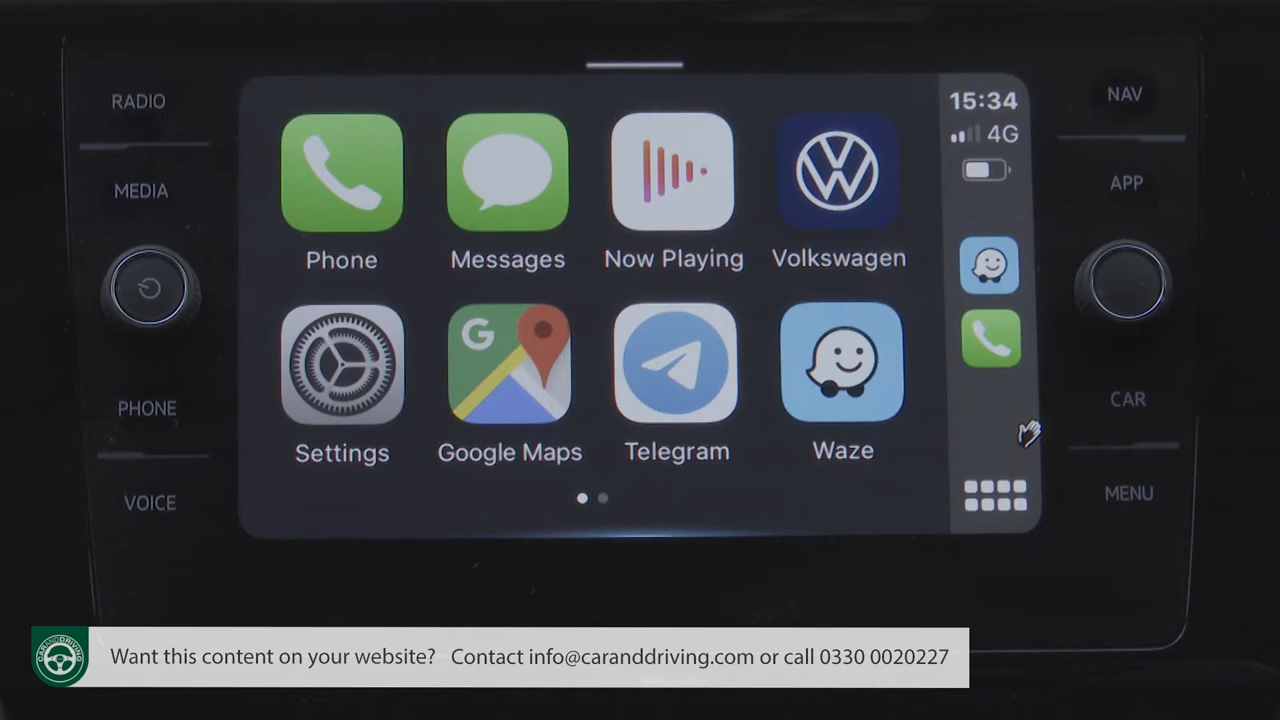 RADIO
MEDIA
PHONE
VOICE
15:34
4G
Phone
Messages
Now Playing
Volkswagen
G
Settings
Google Maps
Telegram
Waze
NAV
APP
CAR
MENU
CARANDDRIVING
Want this content on your website? Contact info@caranddriving.com or call 0330 0020227